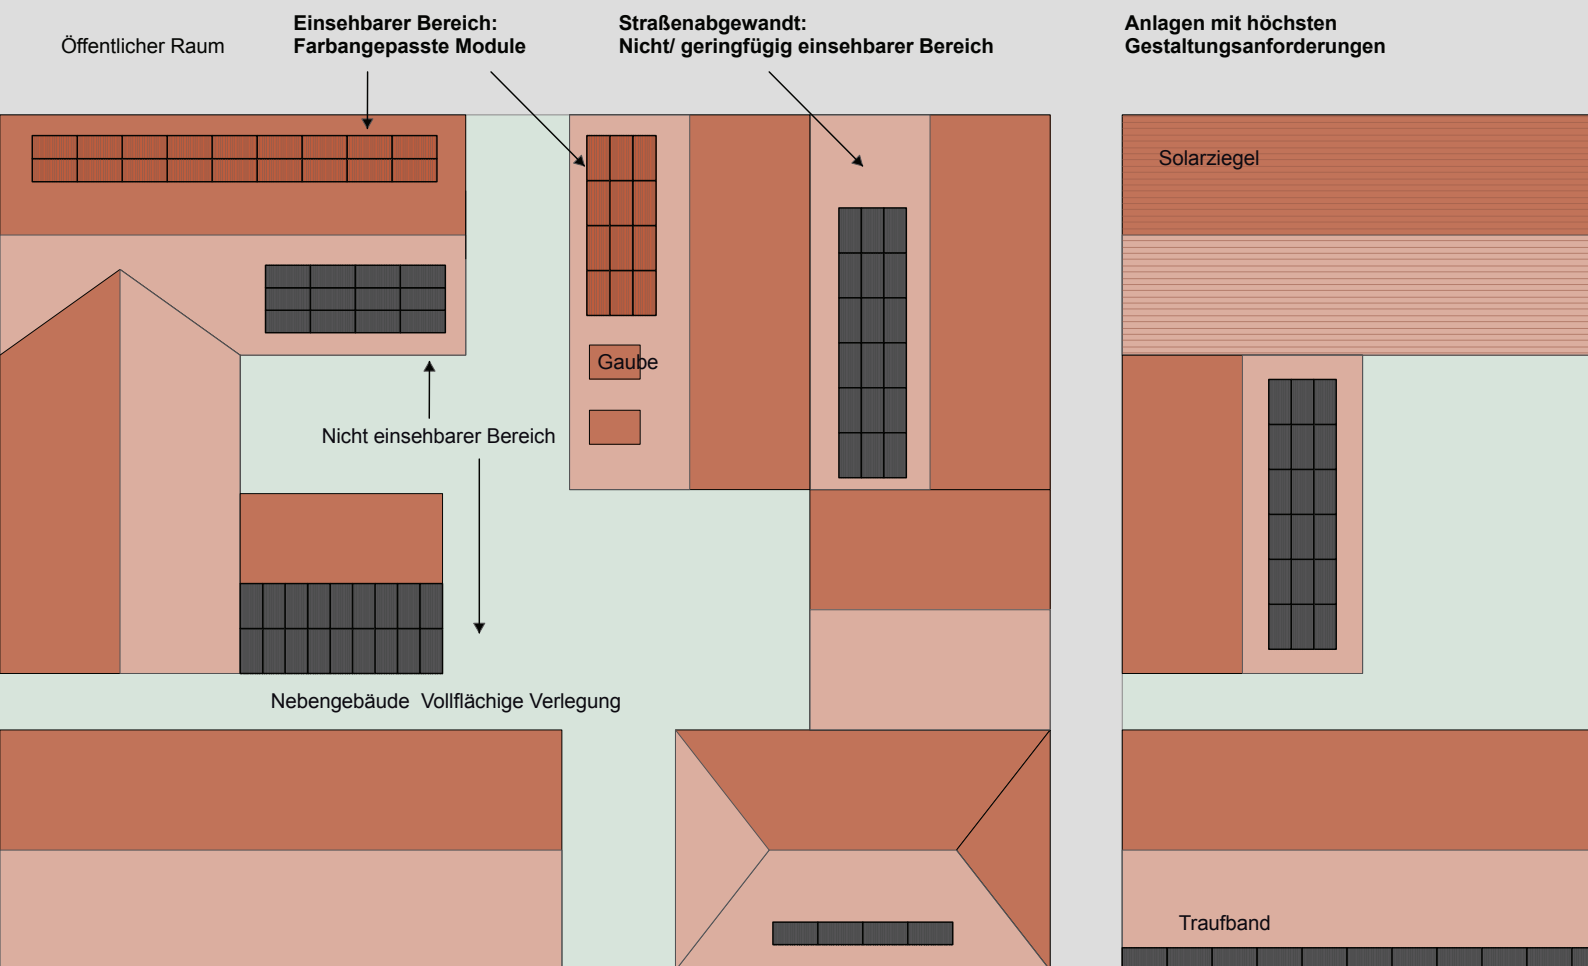 Öffentlicher Raum
Einsehbarer Bereich:
Farbangepasste Module
Straßenabgewandt:
Nicht/ geringfügig einsehbarer Bereich
Anlagen mit höchsten
Gestaltungsanforderungen
Solarziegel
Gaube
Nicht einsehbarer Bereich
Nebengebäude Vollflächige Verlegung
Traufband